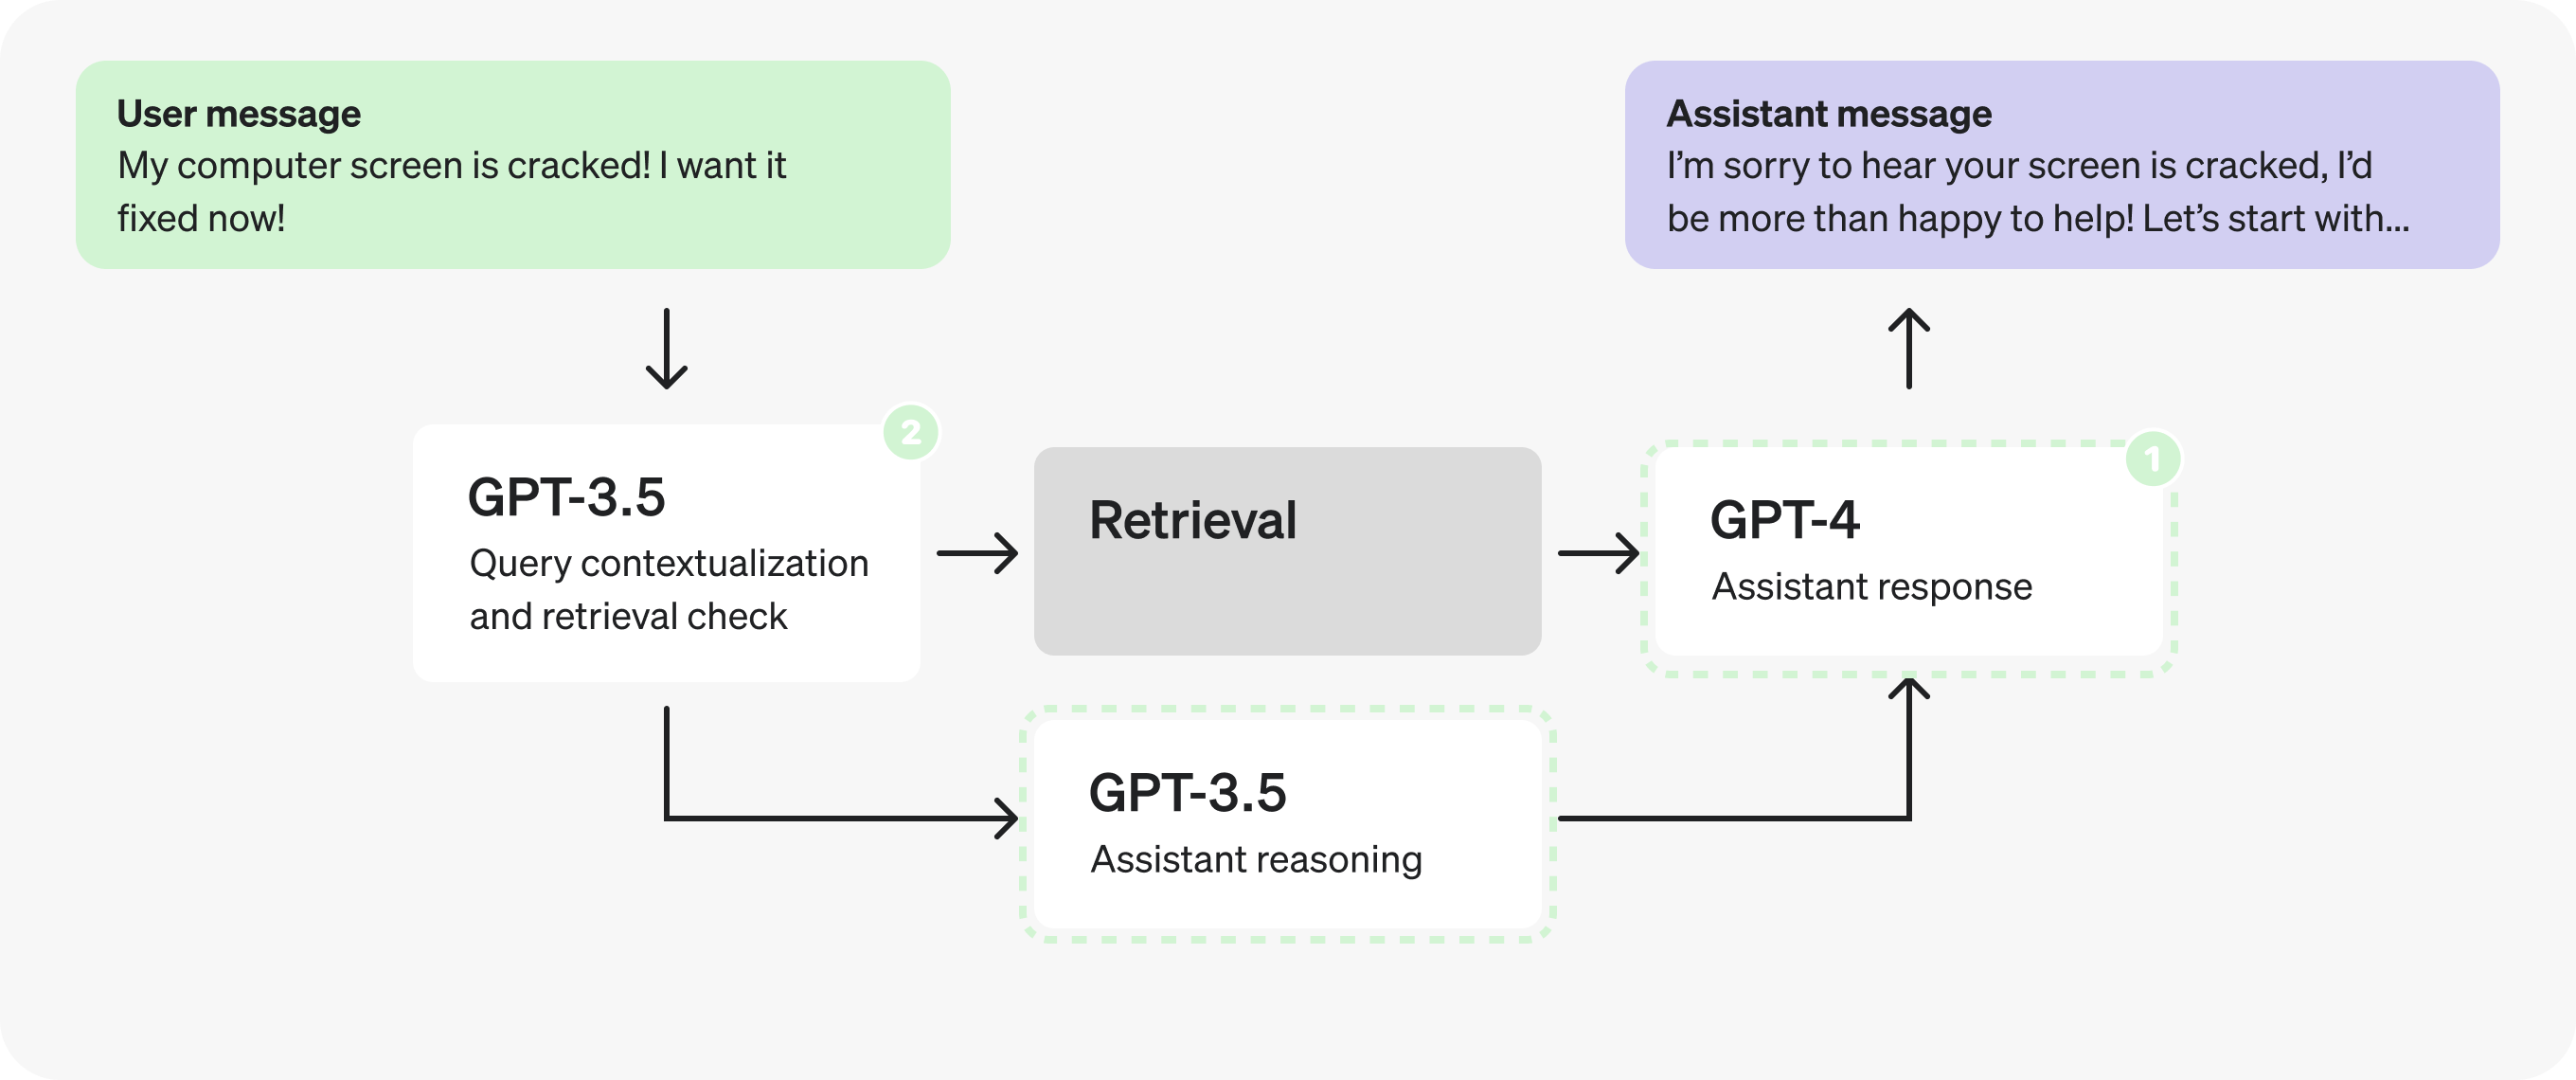 User message
My computer screen is cracked! I want it
fixed now!
Assistant message
I’m sorry to hear your screen is cracked, I’d
be more than happy to help! Let’s start with...
2
GPT-3.5
Query contextualization
and retrieval check
Retrieval
1
GPT-4
Assistant response
GPT-3.5
Assistant reasoning